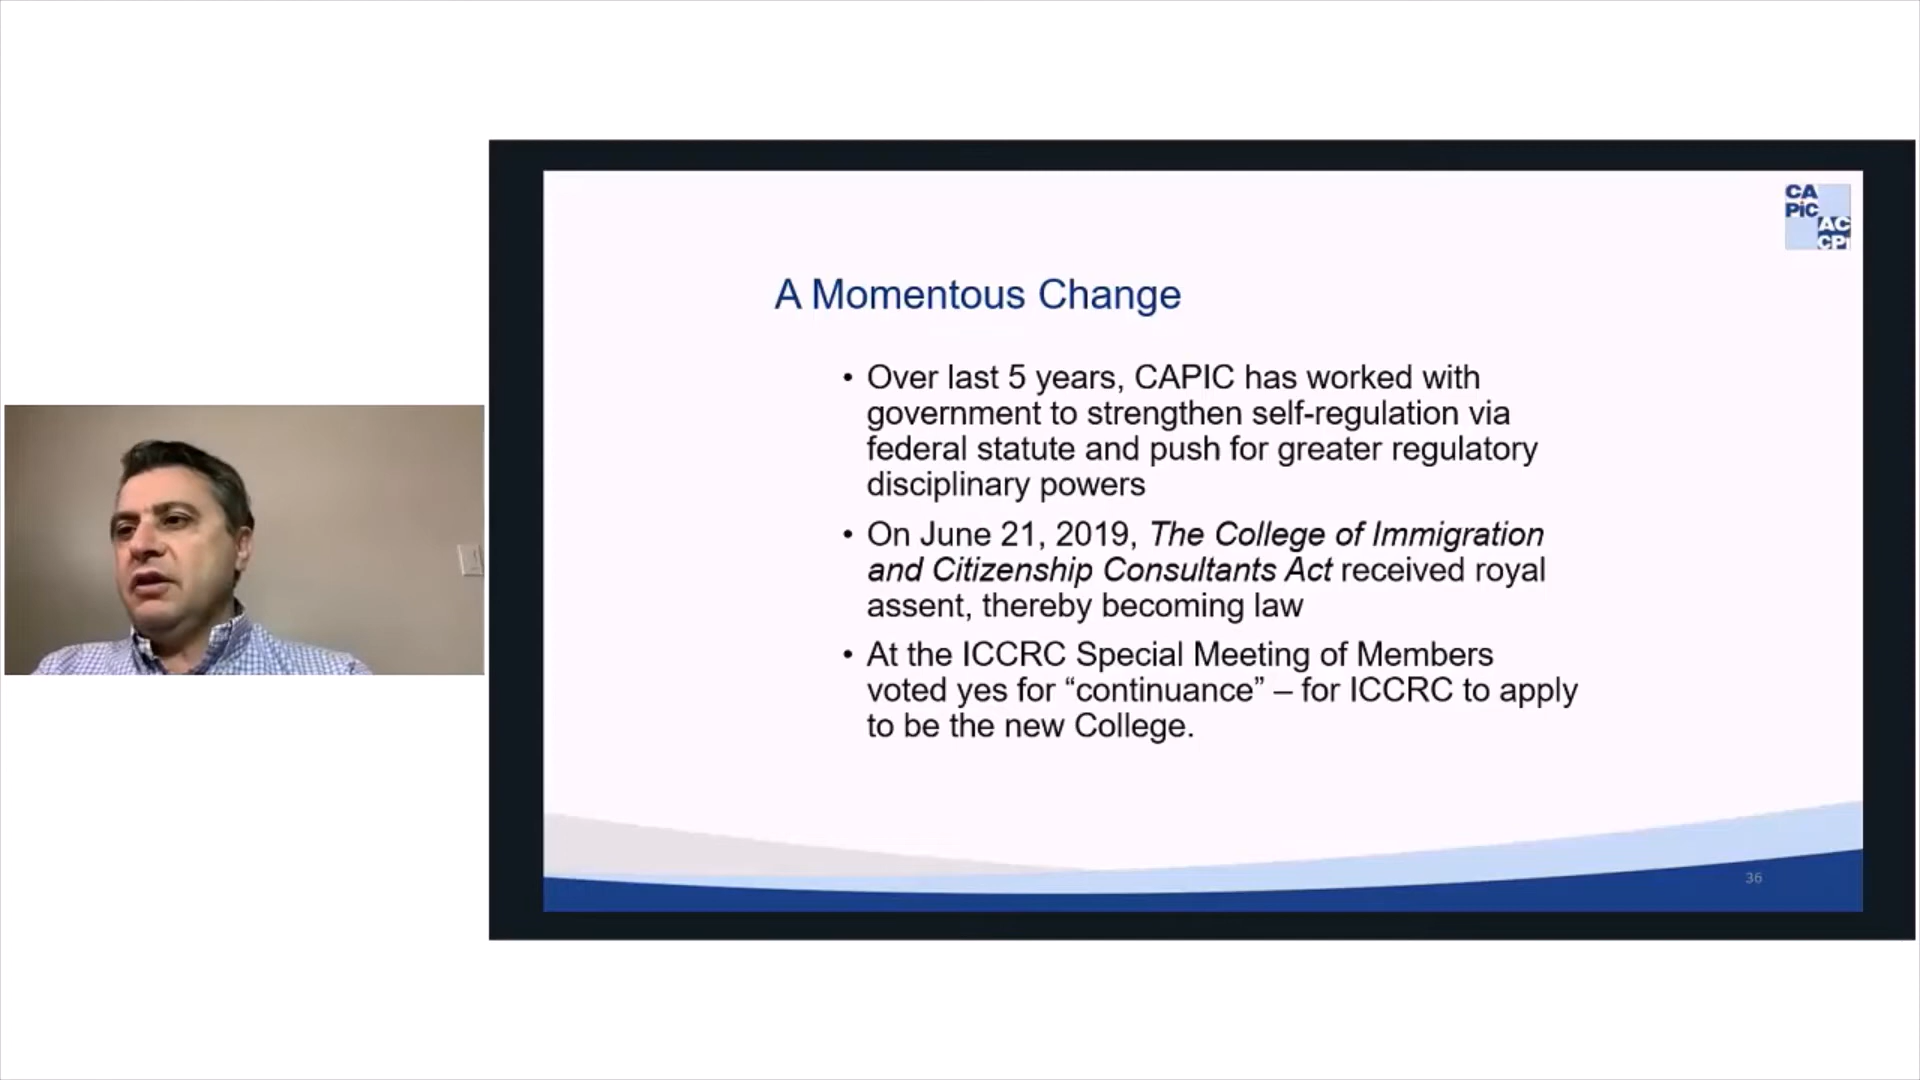 CA
PiC
AC
CPI
A Momentous Change
• Over last 5 years, CAPIC has worked with
government to strengthen self-regulation via
federal statute and push for greater regulatory
disciplinary powers
• On June 21, 2019, The College of Immigration
and Citizenship Consultants Act received royal
assent, thereby becoming law
• At the ICCRC Special Meeting of Members
voted yes for “continuance” – for ICCRC to apply
to be the new College.
36